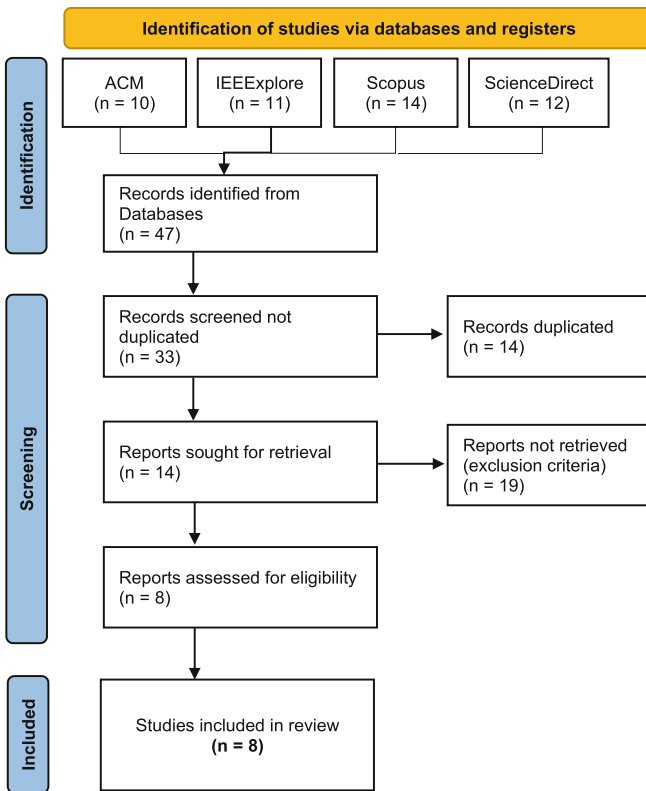 Identification of studies via databases and registers
Identification
ACM
(n = 10)
IEEExplore
(n = 11)
Scopus
(n = 14)
ScienceDirect
(n = 12)
Records identified from
Databases
(n = 47)
Screening
Records screened not
duplicated
(n = 33)
Records duplicated
(n = 14)
Reports sought for retrieval
(n = 14)
Reports not retrieved
(exclusion criteria)
(n = 19)
Reports assessed for eligibility
(n = 8)
Included
Studies included in review
(n = 8)